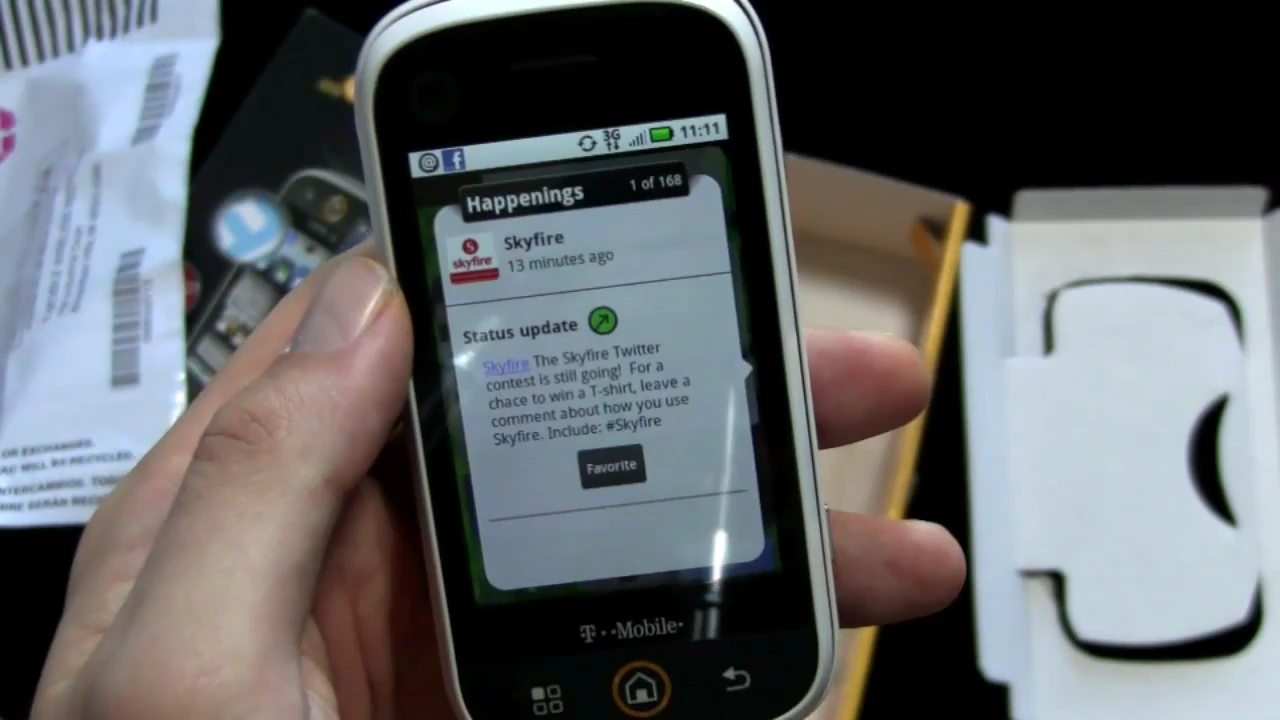 3G 11:11
Happenings 1 of 168
skyfire
Skyfire
13 minutes ago
Status update
Skyfire The Skyfire Twitter
contest is still going! For a
chace to win a T-shirt, leave a
comment about how you use
Skyfire. Include: #Skyfire
Favorite
T··Mobile·
OR EXCHANGES.
WILL BE RECYCLED.
SERÁN